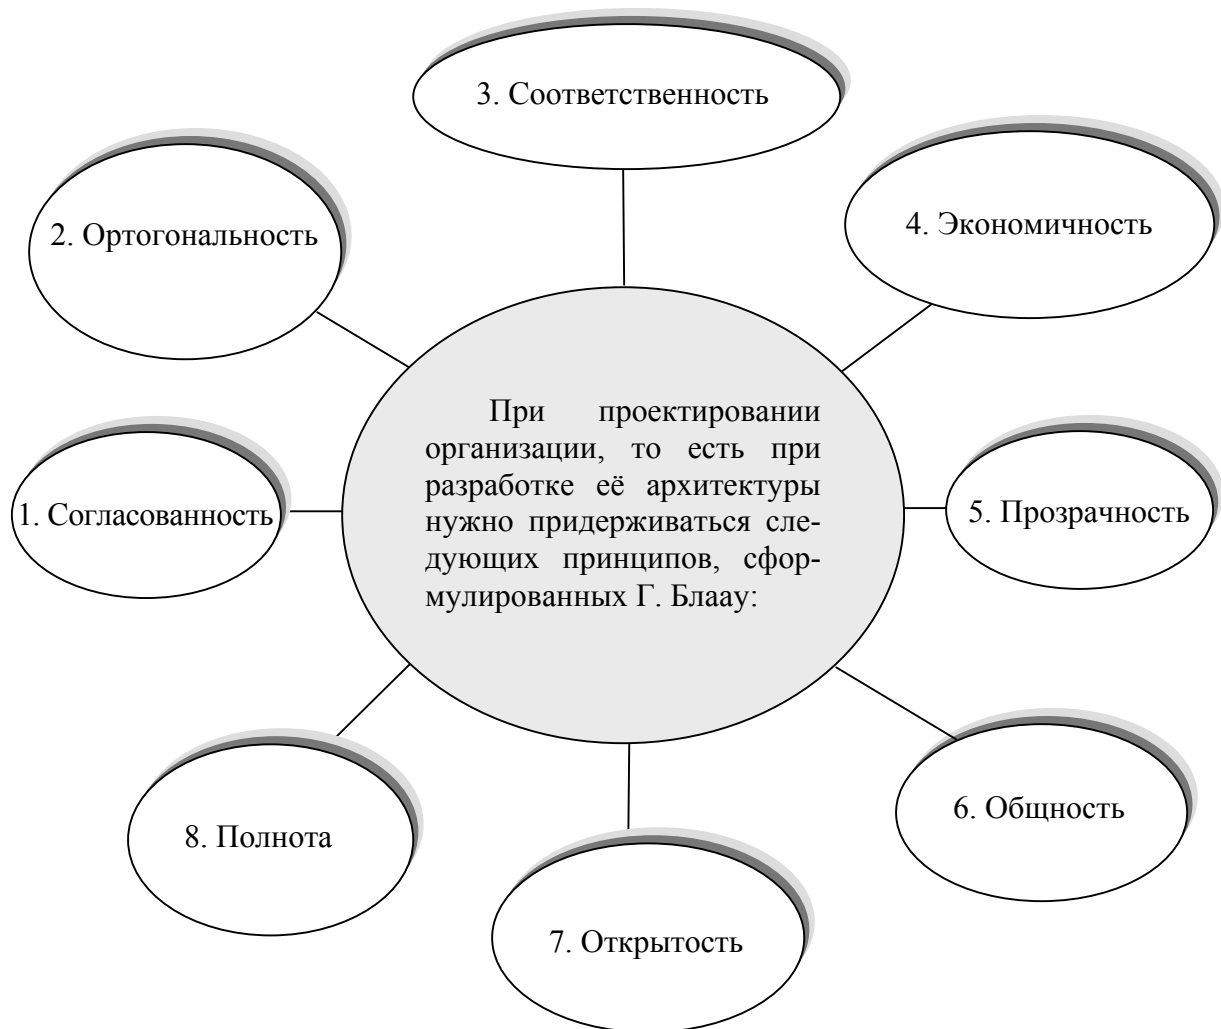 3. Соответственность
2. Ортогональность
4. Экономичность
При проектировании
организации, то есть при
разработке её архитектуры
нужно придерживаться сле-
дующих принципов, сфор-
мулированных Г. Блаау:
1. Согласованность
5. Прозрачность
8. Полнота
6. Общность
7. Открытость